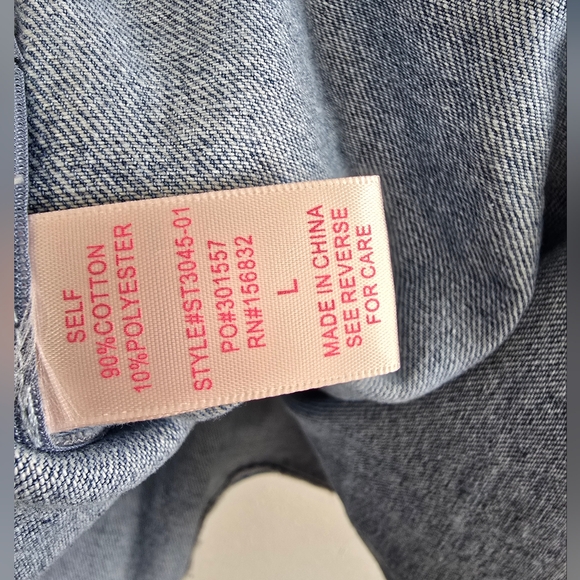 SELF
90%COTTON
10%POLYESTER
STYLE#ST3045-01
PO#301557
RN#156832
L
MADE IN CHINA
SEE REVERSE
FOR CARE